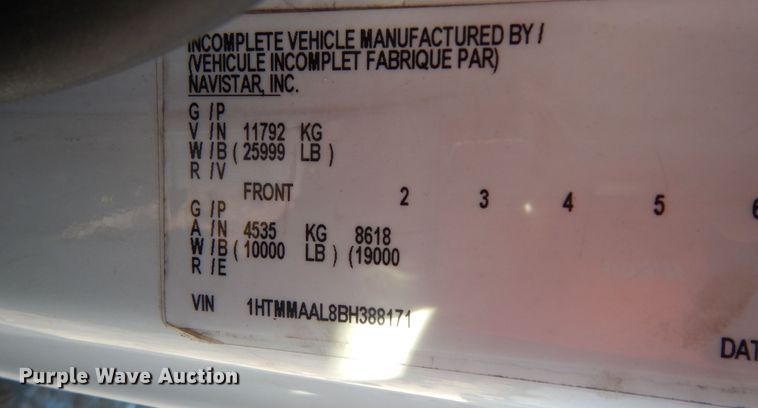 INCOMPLETE VEHICLE MANUFACTURED BY /
(VEHICULE INCOMPLET FABRIQUE PAR)
NAVISTAR, INC.
G /P
V /N 11792 KG
W /B ( 25999 LB )
R /V
FRONT 2 3 4 5 6
G /P
A /N 4535 KG 8618
W /B ( 10000 LB ) (19000
R /E
VIN 1HTMMAAL8BH388171
DAT
Purple Wave Auction